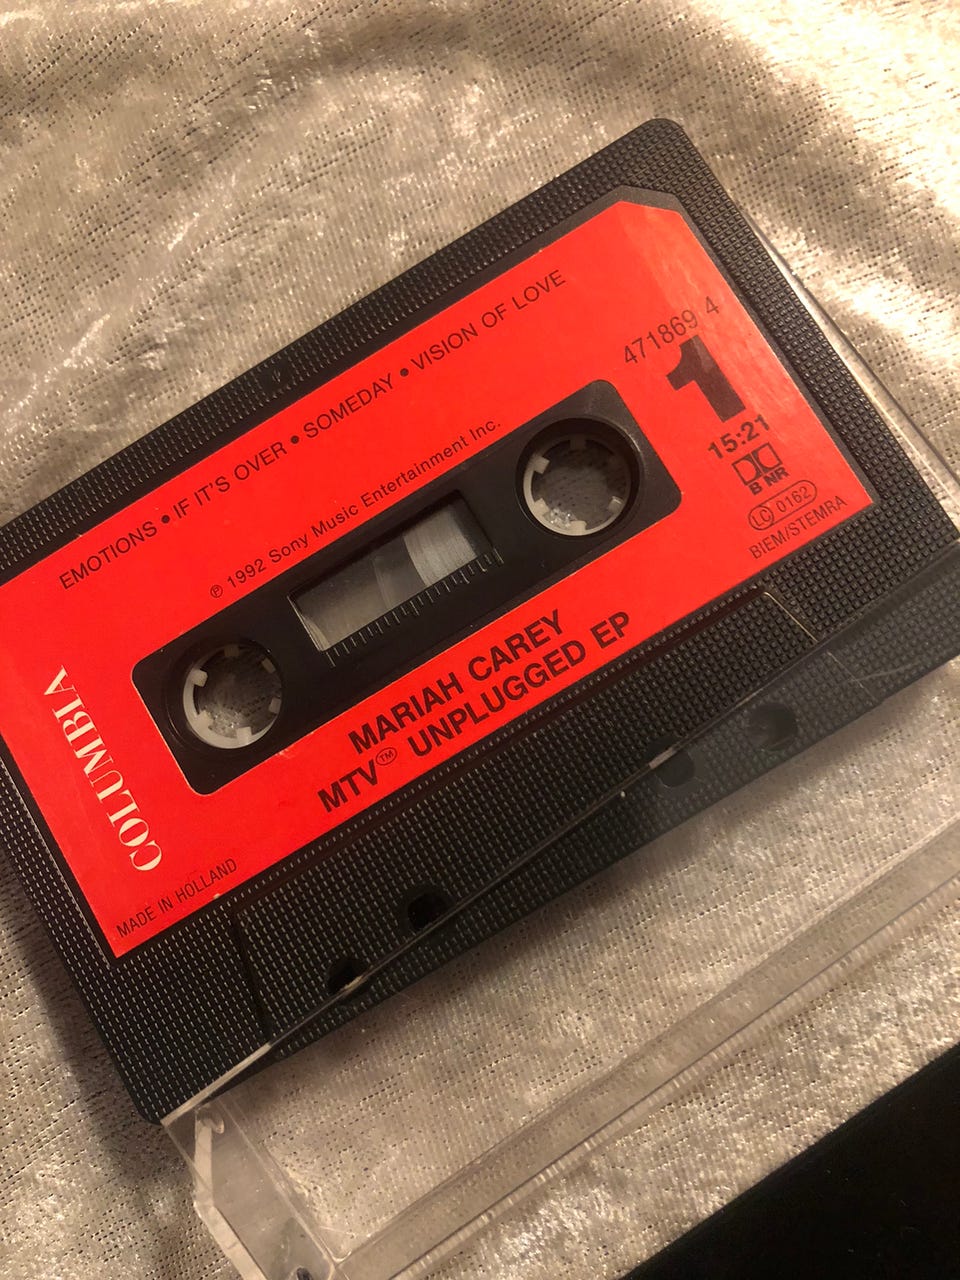 EMOTIONS • IF IT'S OVER • SOMEDAY • VISION OF LOVE
471869 4
1
15:21
B NR
LC 0162
BIEM/STEMRA
℗ 1992 Sony Music Entertainment Inc.
COLUMBIA
MARIAH CAREY
MTV™ UNPLUGGED EP
MADE IN HOLLAND